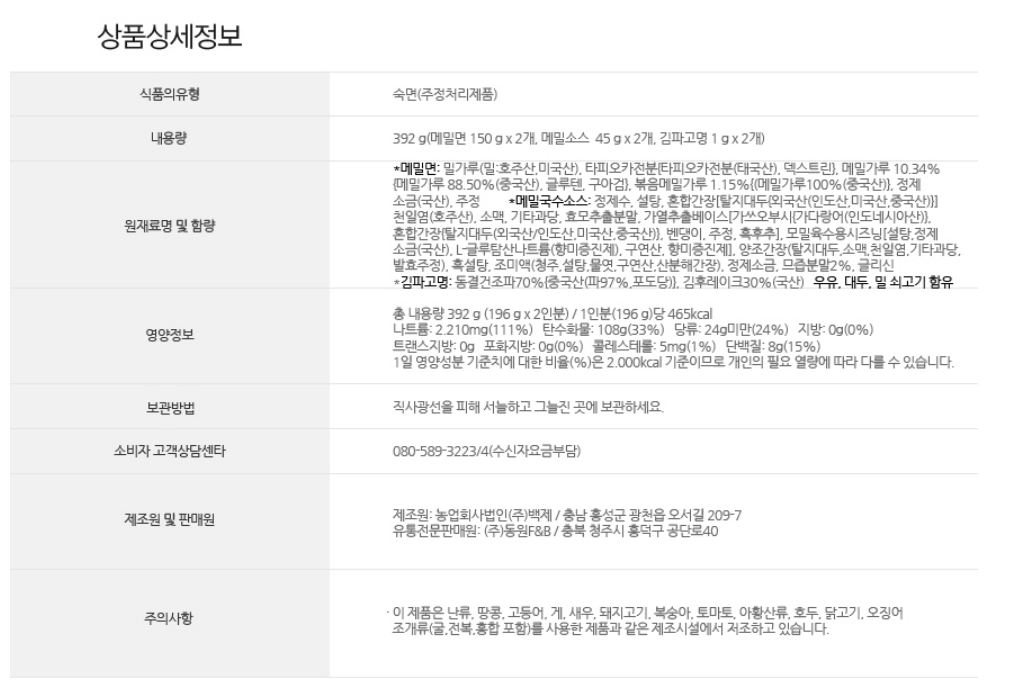 상품상세정보
식품의유형
숙면(주정처리제품)
내용량
392 g(메밀면 150 g x 2개, 메밀소스 45 g x 2개, 김파고명 1 g x 2개)
원재료명 및 함량
*메밀면: 밀가루(밀:호주산,미국산), 타피오카전분{타피오카전분(태국산), 덱스트린}, 메밀가루 10.34%
{메밀가루 88.50%(중국산), 글루텐, 구아검}, 볶음메밀가루 1.15%{(메밀가루100%(중국산)}, 정제
소금(국산), 주정 *메밀국수소스: 정제수, 설탕, 혼합간장[탈지대두{외국산(인도산,미국산,중국산)}]
천일염(호주산), 소맥, 기타과당, 효모추출분말, 가열추출베이스[가쓰오부시{가다랑어(인도네시아산)},
혼합간장{탈지대두(외국산/인도산,미국산,중국산)}, 벤댕이, 주정, 흑후추], 모밀육수용시즈닝[설탕,정제
소금(국산), L-글루탐산나트륨(향미증진제), 구연산, 향미증진제], 양조간장(탈지대두,소맥,천일염,기타과당,
발효주정), 흑설탕, 조미액(청주,설탕,물엿,구연산,산분해간장), 정제소금, 므즙분말2%, 글리신
*김파고명: 동결건조파70%{중국산(파97%,포도당)}, 김후레이크30%(국산) 우유, 대두, 밀 쇠고기 함유
영양정보
총 내용량 392 g (196 g x 2인분) / 1인분(196 g)당 465kcal
나트륨: 2.210mg(111%) 탄수화물: 108g(33%) 당류: 24g미만(24%) 지방: 0g(0%)
트랜스지방: 0g 포화지방: 0g(0%) 콜레스테롤: 5mg(1%) 단백질: 8g(15%)
1일 영양성분 기준치에 대한 비율(%)은 2.000kcal 기준이므로 개인의 필요 열량에 따라 다를 수 있습니다.
보관방법
직사광선을 피해 서늘하고 그늘진 곳에 보관하세요.
소비자 고객상담센타
080-589-3223/4(수신자요금부담)
제조원 및 판매원
제조원: 농업회사법인(주)백제 / 충남 홍성군 광천읍 오서길 209-7
유통전문판매원: (주)동원F&B / 충북 청주시 흥덕구 공단로40
주의사항
· 이 제품은 난류, 땅콩, 고등어, 게, 새우, 돼지고기, 복숭아, 토마토, 아황산류, 호두, 닭고기, 오징어
조개류(굴,전복,홍합 포함)를 사용한 제품과 같은 제조시설에서 저조하고 있습니다.